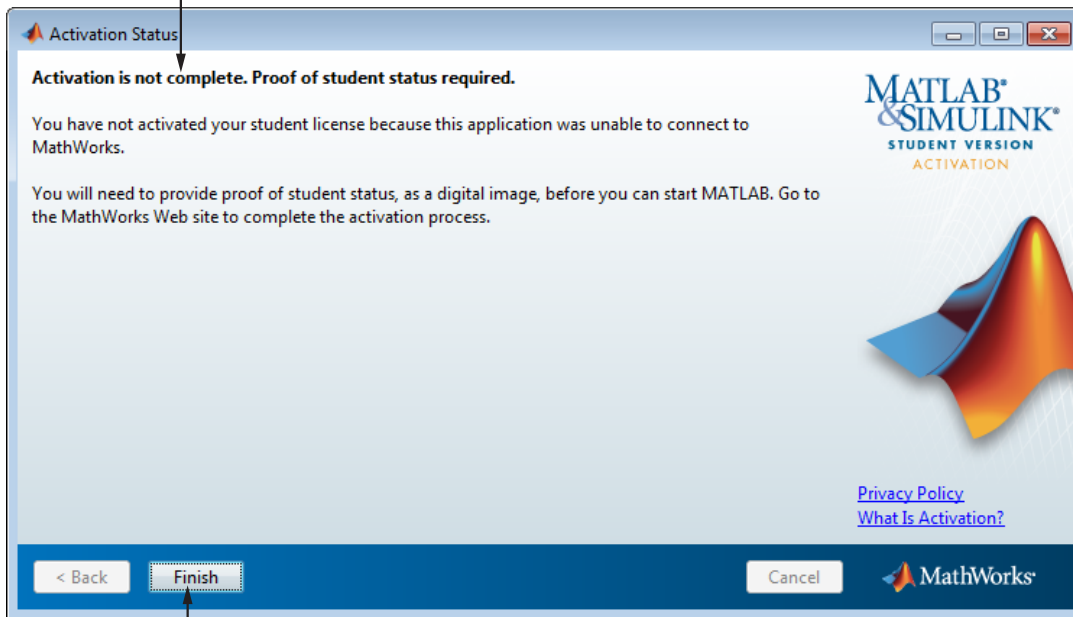 Activation Status
Activation is not complete. Proof of student status required.
You have not activated your student license because this application was unable to connect to
MathWorks.
You will need to provide proof of student status, as a digital image, before you can start MATLAB. Go to
the MathWorks Web site to complete the activation process.
MATLAB®
&SIMULINK®
STUDENT VERSION
ACTIVATION
Privacy Policy
What Is Activation?
< Back
Finish
Cancel
MathWorks®